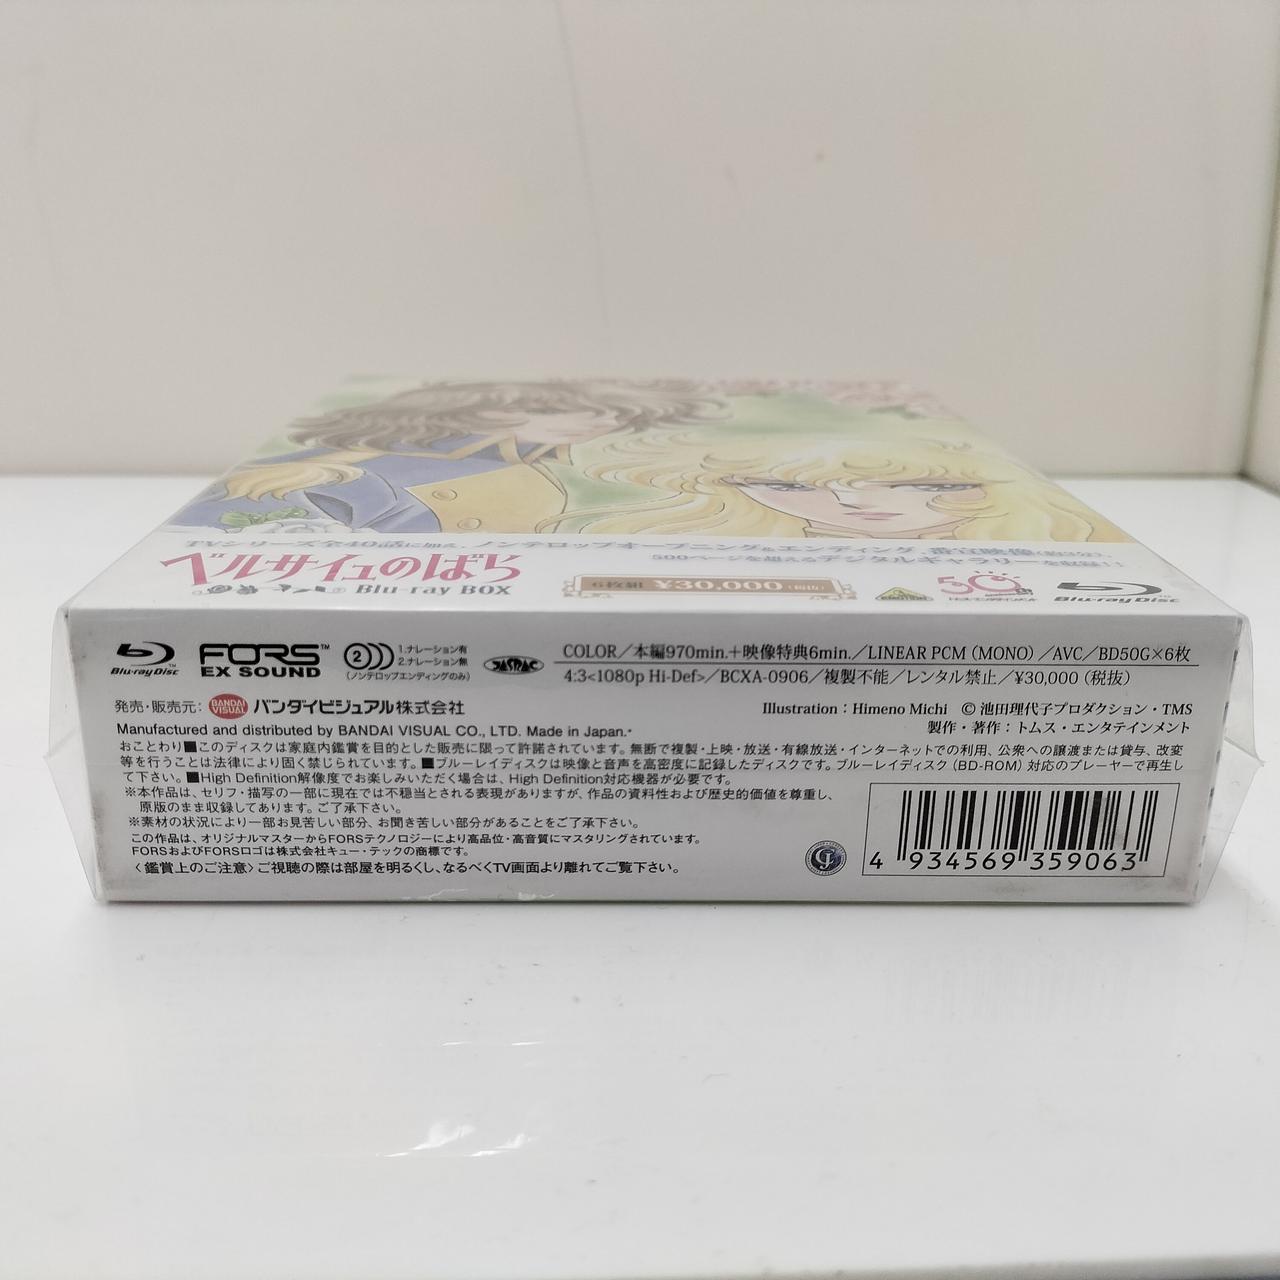 TVシリーズ全40話に加え、ノンテロップオープニング&エンディング、番宣映像(約3分)、
500ページを超えるデジタルギャラリーを収録!!
ベルサイユのばら
Blu-ray BOX
6枚組 ¥30,000(税抜)
50
Blu-ray Disc
Blu-ray Disc™
FORS™
EX SOUND
2
1.ナレーション有
2.ナレーション無
(ノンテロップエンディングのみ)
JASRAC
COLOR/本編970min.+映像特典6min./LINEAR PCM(MONO)/AVC/BD50G×6枚
4:3<1080p Hi-Def>/BCXA-0906/複製不能/レンタル禁止/¥30,000(税抜)
発売・販売元: BANDAI VISUAL バンダイビジュアル株式会社
Illustration:Himeno Michi ©池田理代子プロダクション・TMS
Manufactured and distributed by BANDAI VISUAL CO., LTD. Made in Japan.
製作・著作:トムス・エンタテインメント
おことわり■このディスクは家庭内鑑賞を目的とした販売に限って許諾されています。無断で複製・上映・放送・有線放送・インターネットでの利用、公衆への譲渡または貸与、改変
等を行うことは法律により固く禁じられています。■ブルーレイディスクは映像と音声を高密度に記録したディスクです。ブルーレイディスク(BD-ROM)対応のプレーヤーで再生し
て下さい。■High Definition解像度でお楽しみいただく場合は、High Definition対応機器が必要です。
※本作品は、セリフ・描写の一部に現在では不穏当とされる表現がありますが、作品の資料性および歴史的価値を尊重し、
原版のまま収録してあります。ご了承下さい。
※素材の状況により一部お見苦しい部分、お聞き苦しい部分があることをご了承下さい。
この作品は、オリジナルマスターからFORSテクノロジーにより高品位・高音質にマスタリングされています。
FORSおよびFORSロゴは株式会社キュー・テックの商標です。
〈鑑賞上のご注意〉ご視聴の際は部屋を明るくし、なるべくTV画面より離れてご覧下さい。
4 934569 359063